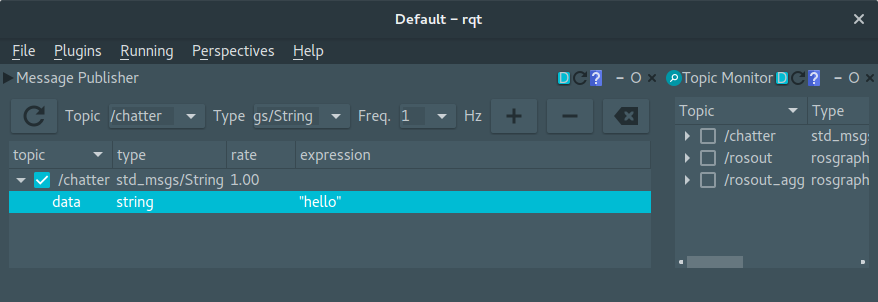 Default – rqt
File Plugins Running Perspectives Help
Message Publisher D ? – O ×
Topic /chatter Type gs/String Freq. 1 Hz
topic type rate expression
/chatter std_msgs/String 1.00
data string "hello"
Topic Monitor D ? – O ×
Topic Type
/chatter std_msgs
/rosout rosgraph
/rosout_agg rosgraph